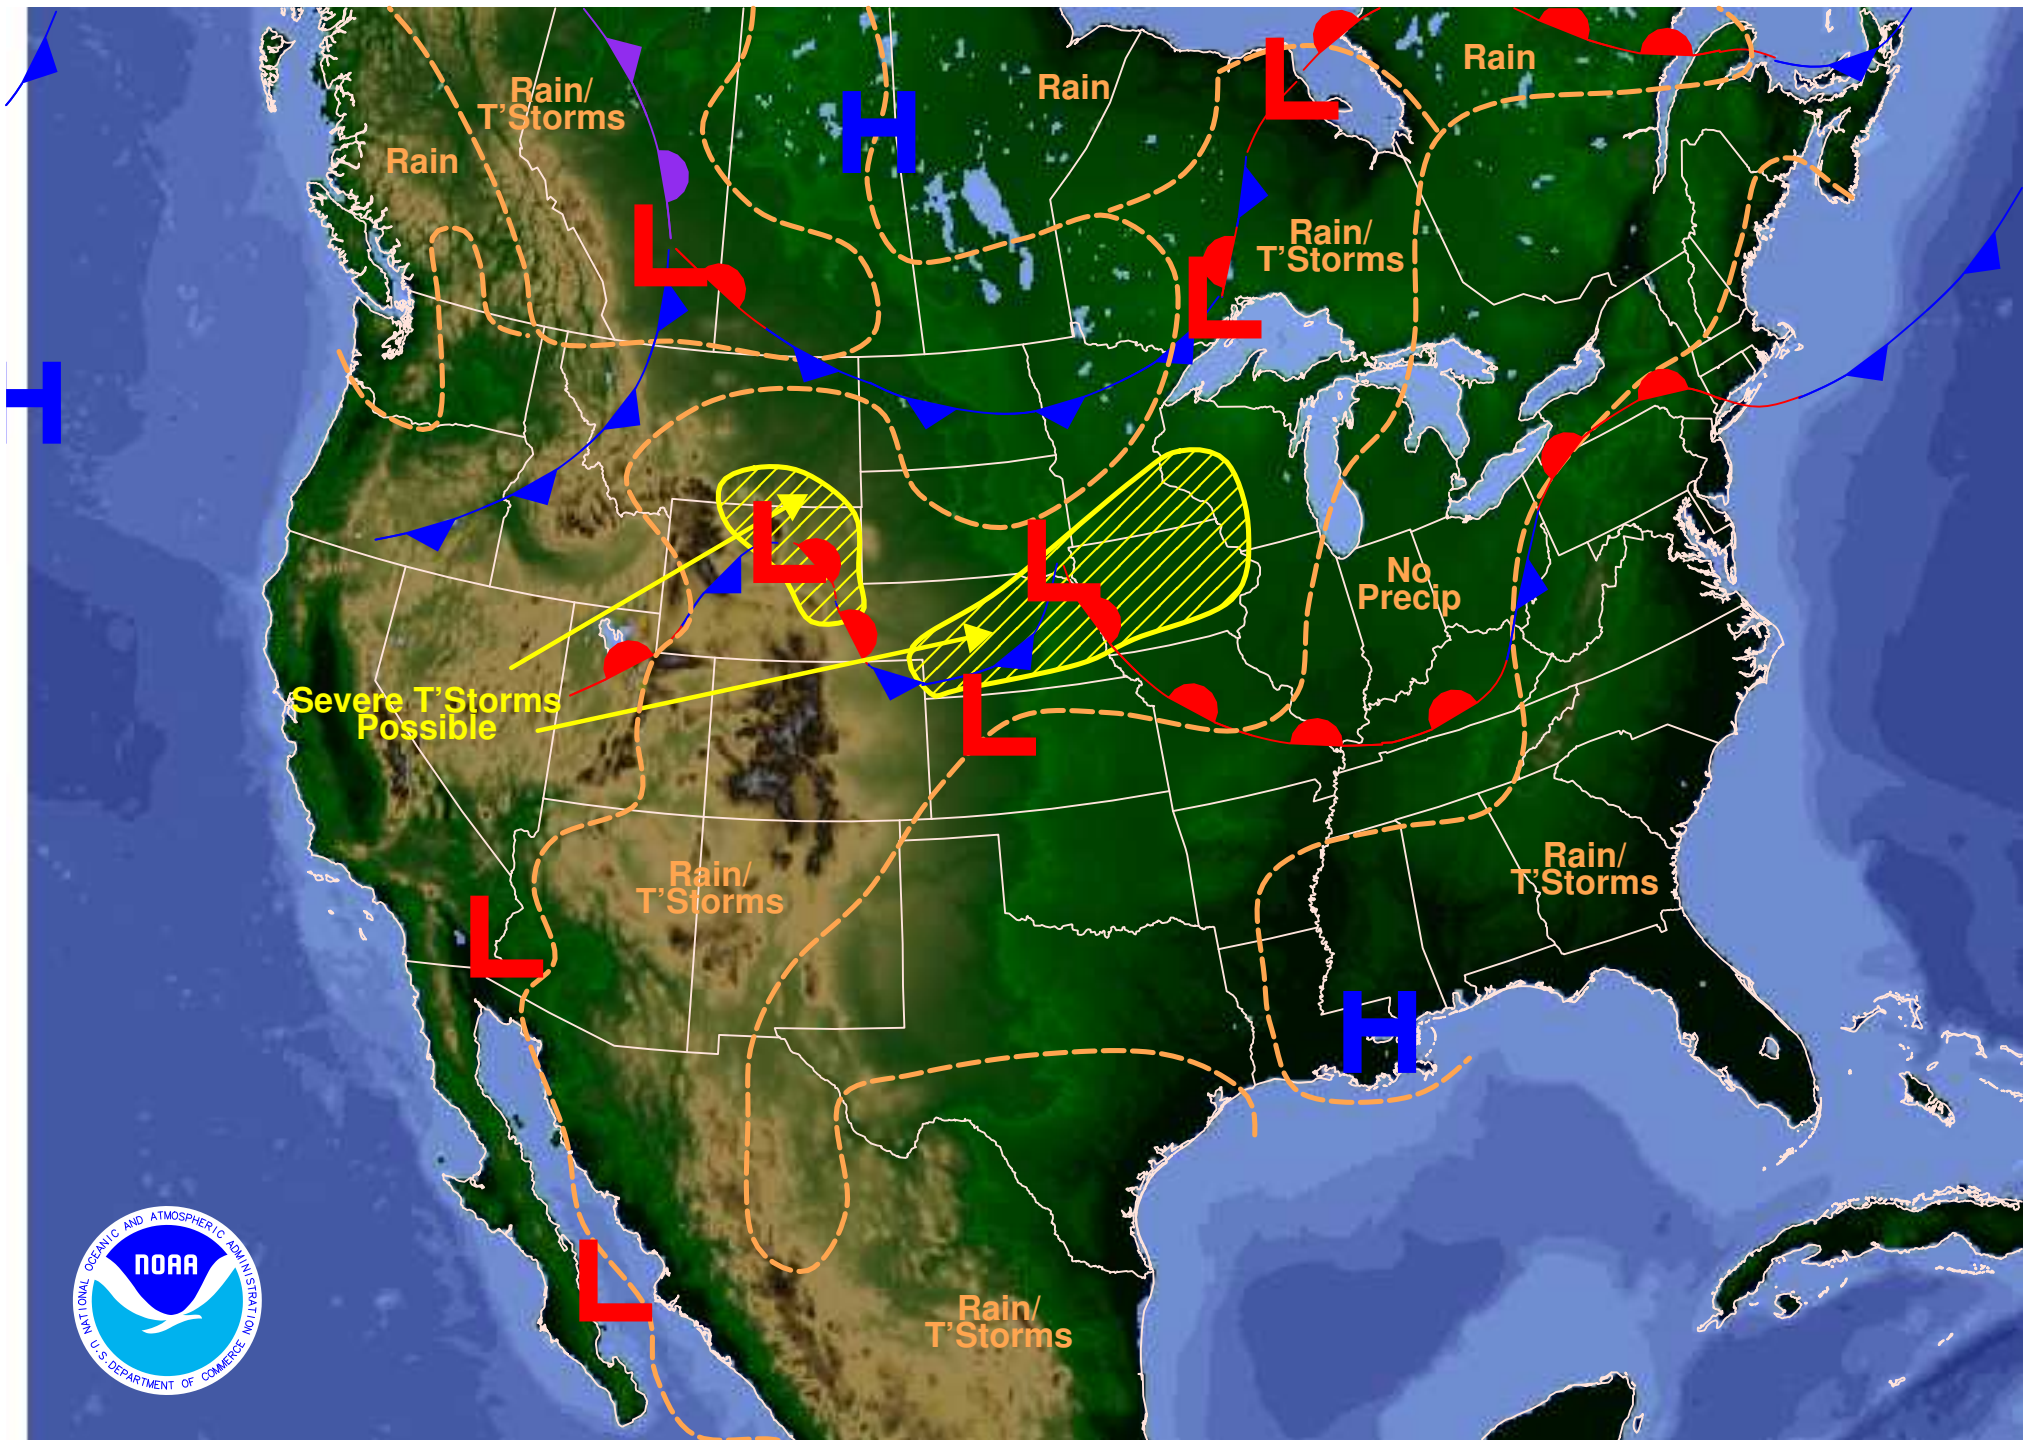 Rain
Rain/
T'Storms
H
Rain
L
Rain
L
Rain/
T'Storms
L
H
L
L
No
Precip
Severe T'Storms
Possible
L
Rain/
T'Storms
Rain/
T'Storms
L
H
L
Rain/
T'Storms
NATIONAL OCEANIC AND ATMOSPHERIC ADMINISTRATION
NOAA
U.S. DEPARTMENT OF COMMERCE